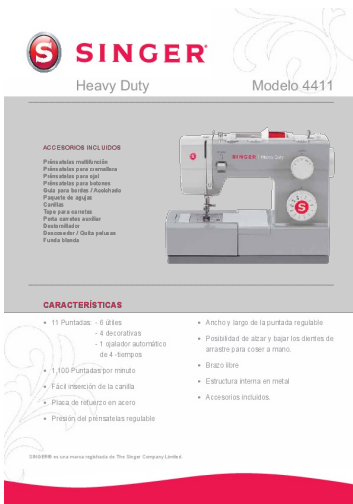 SINGER®
Heavy Duty
Modelo 4411
ACCESORIOS INCLUIDOS
Prénsatelas multifunción
Prénsatelas para cremallera
Prénsatelas para ojal
Prénsatelas para botones
Guía para bordes / Acolchado
Paquete de agujas
Canillas
Tope para carretes
Porta carretes auxiliar
Destornillador
Descosedor / Quita pelusas
Funda blanda
SINGER Heavy Duty
CARACTERÍSTICAS
• 11 Puntadas: - 6 útiles
- 4 decorativas
- 1 ojalador automático
de 4 -tiempos
• 1,100 Puntadas por minuto
• Fácil inserción de la canilla
• Placa de refuerzo en acero
• Presión del prénsatelas regulable
• Ancho y largo de la puntada regulable
• Posibilidad de alzar y bajar los dientes de
arrastre para coser a mano.
• Brazo libre
• Estructura interna en metal
• Accesorios incluidos.
SINGER® es una marca registrada de The Singer Company Limited.